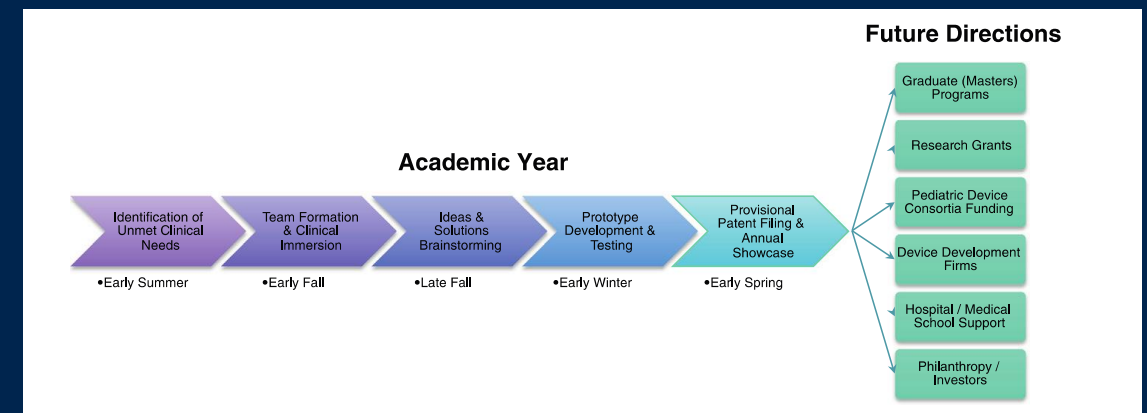 Future Directions
Academic Year
Identification of
Unmet Clinical
Needs
•Early Summer
Team Formation
& Clinical
Immersion
•Early Fall
Ideas &
Solutions
Brainstorming
•Late Fall
Prototype
Development &
Testing
•Early Winter
Provisional
Patent Filing &
Annual
Showcase
•Early Spring
Graduate (Masters)
Programs
Research Grants
Pediatric Device
Consortia Funding
Device Development
Firms
Hospital / Medical
School Support
Philanthropy /
Investors